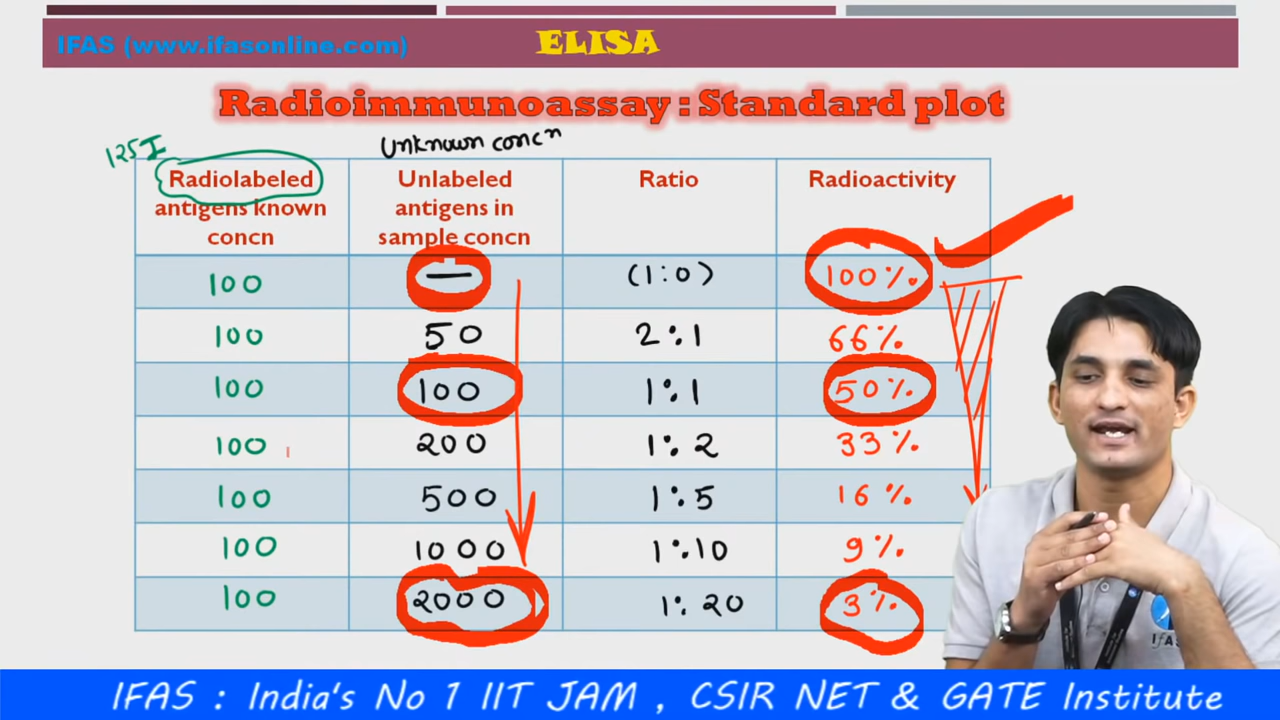 IFAS (www.ifasonline.com)
ELISA
Radioimmunoassay : Standard plot
125I
Unknown concn
Radiolabeled antigens known concn
Unlabeled antigens in sample concn
Ratio
Radioactivity
100 — (1:0) 100%.
100 50 2:1 66%.
100 100 1:1 50%.
100 200 1:2 33%.
100 500 1:5 16%.
100 1000 1:10 9%.
100 2000 1:20 3%.
IFAS
IFAS : India's No 1 IIT JAM , CSIR NET & GATE Institute